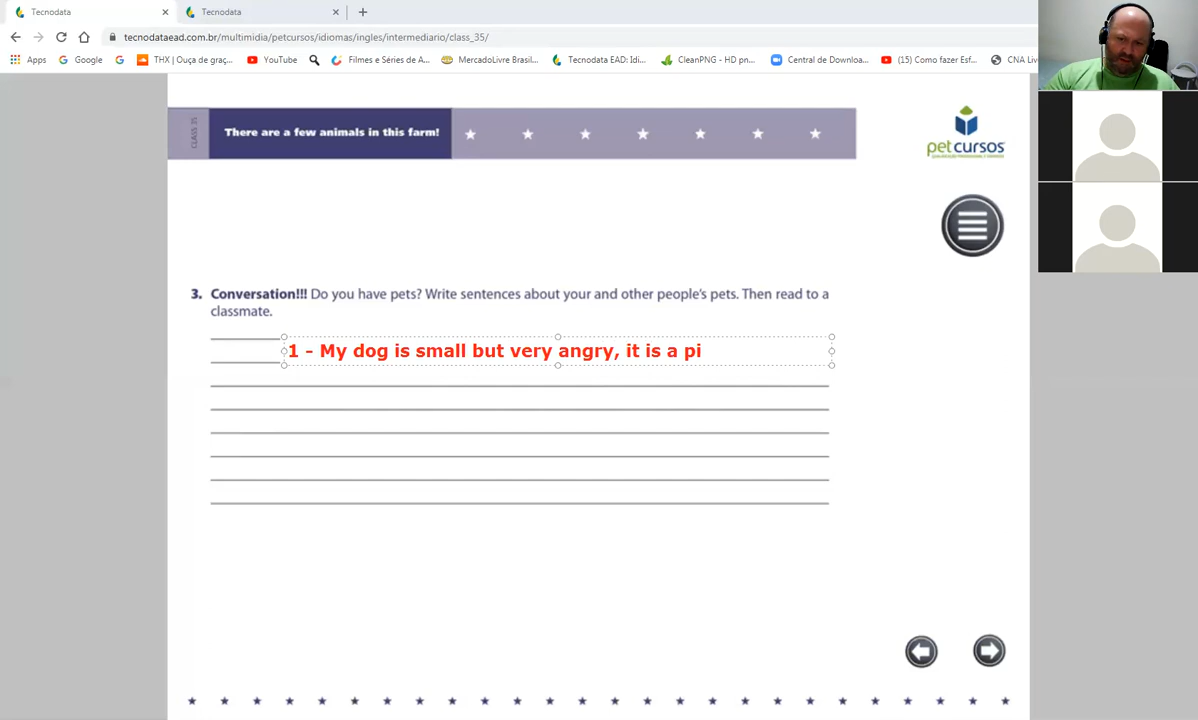 Tecnodata
Tecnodata
tecnodataead.com.br/multimidia/petcursos/idiomas/ingles/intermediario/class_35/
Apps
Google
THX | Ouça de graç...
YouTube
Filmes e Séries de A...
MercadoLivre Brasil...
Tecnodata EAD: Idi...
CleanPNG - HD pn...
Central de Downloa...
(15) Como fazer Esf...
CNA Liv
CLASS 35
There are a few animals in this farm!
petcursos
3. Conversation!!! Do you have pets? Write sentences about your and other people's pets. Then read to a
classmate.
1 - My dog is small but very angry, it is a pi